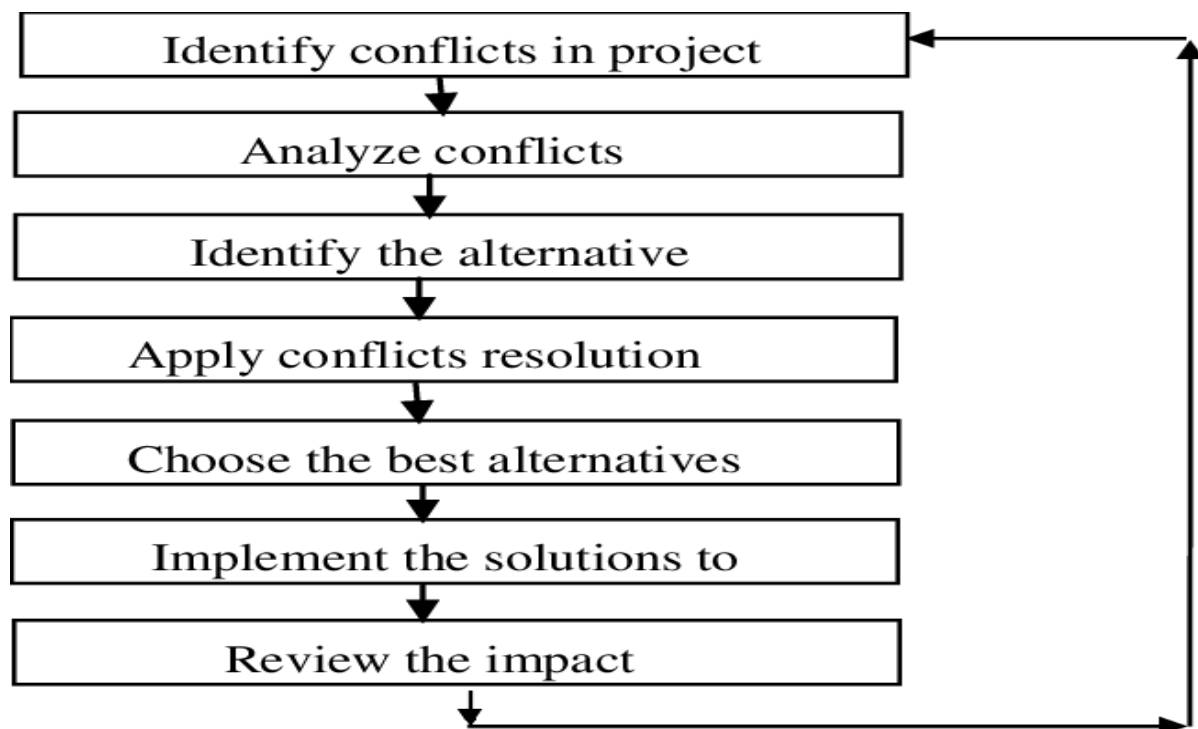 Identify conflicts in project
Analyze conflicts
Identify the alternative
Apply conflicts resolution
Choose the best alternatives
Implement the solutions to
Review the impact